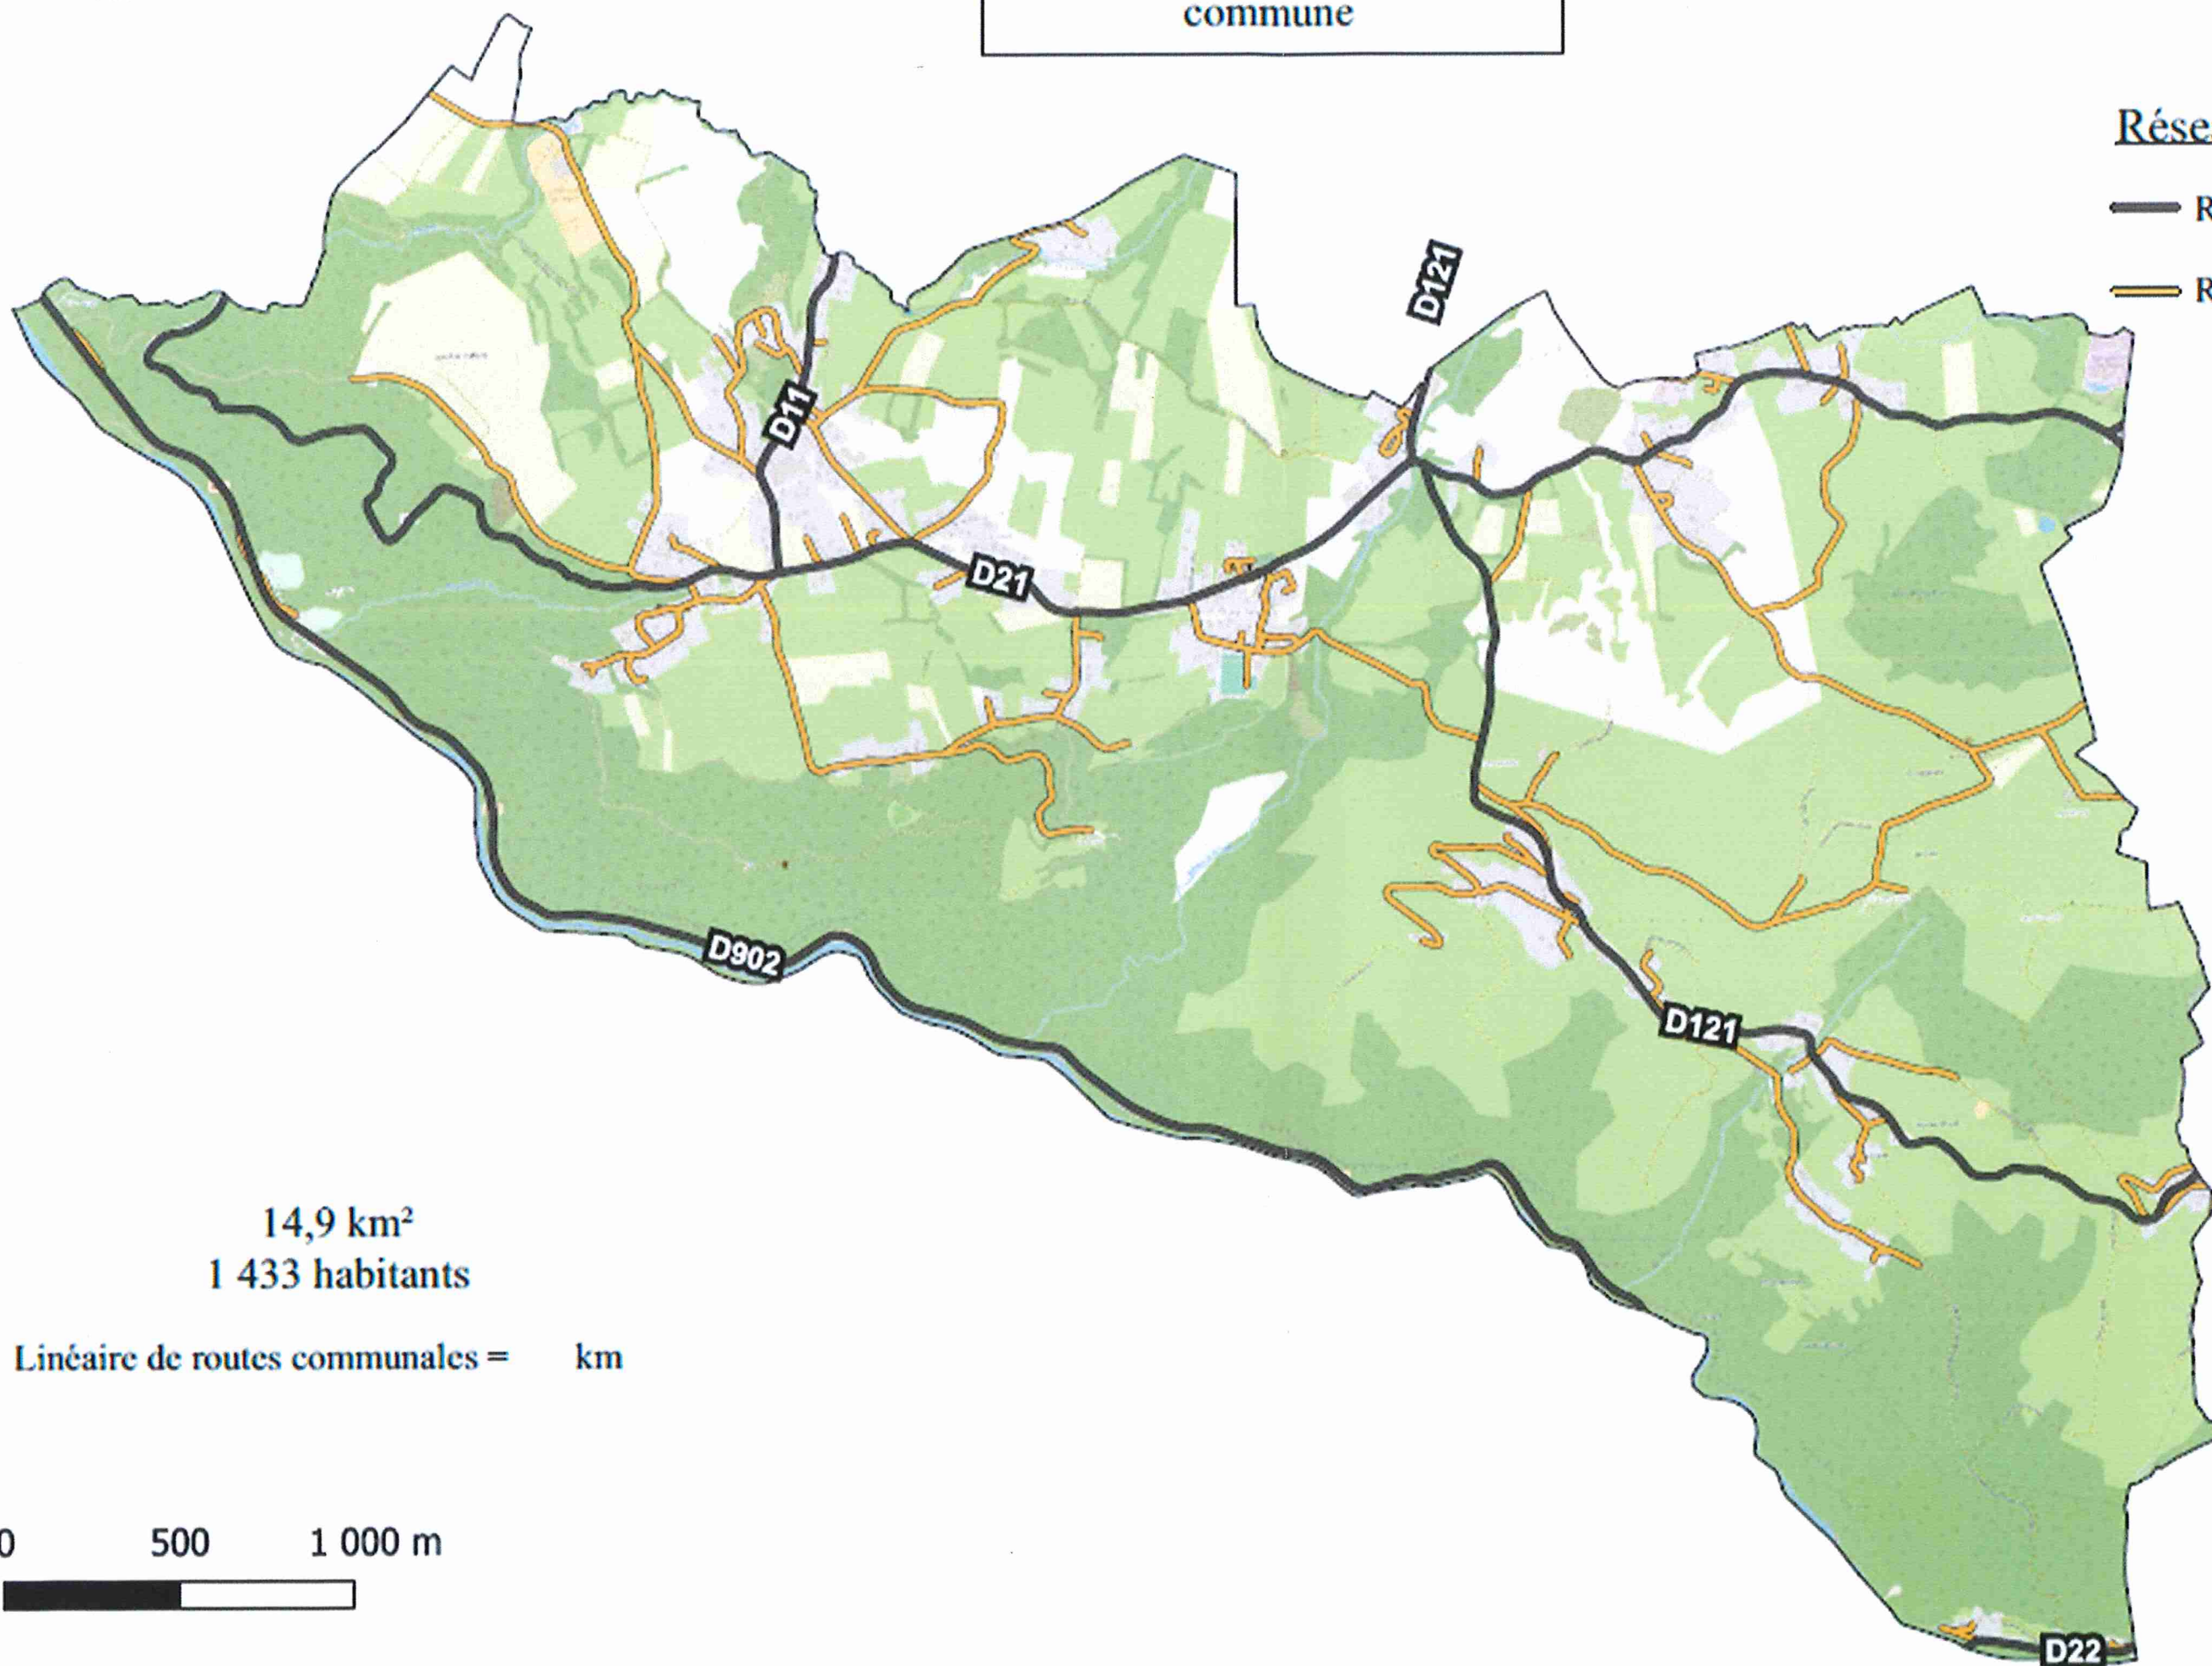 commune
Rése
R
R
D121
D11
D21
D902
D121
14,9 km²
1 433 habitants
Linéaire de routes communales = km
0 500 1 000 m
D22